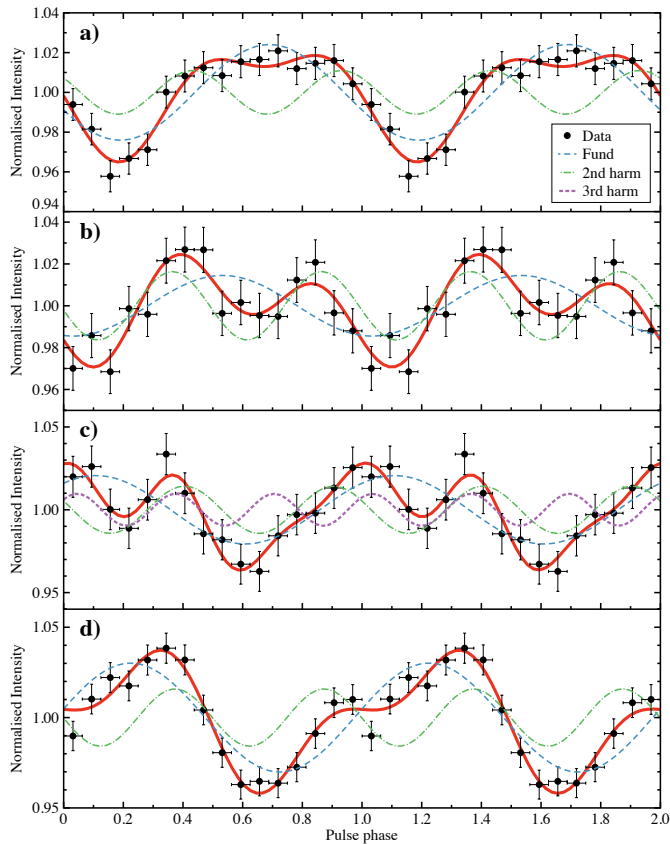 a)
Normalised Intensity
1.04
1.02
1.00
0.98
0.96
0.94
Data
Fund
2nd harm
3rd harm
b)
Normalised Intensity
1.04
1.02
1.00
0.98
0.96
c)
Normalised Intensity
1.05
1.00
0.95
d)
Normalised Intensity
1.05
1.00
0.95
0 0.2 0.4 0.6 0.8 1.0 1.2 1.4 1.6 1.8 2.0
Pulse phase